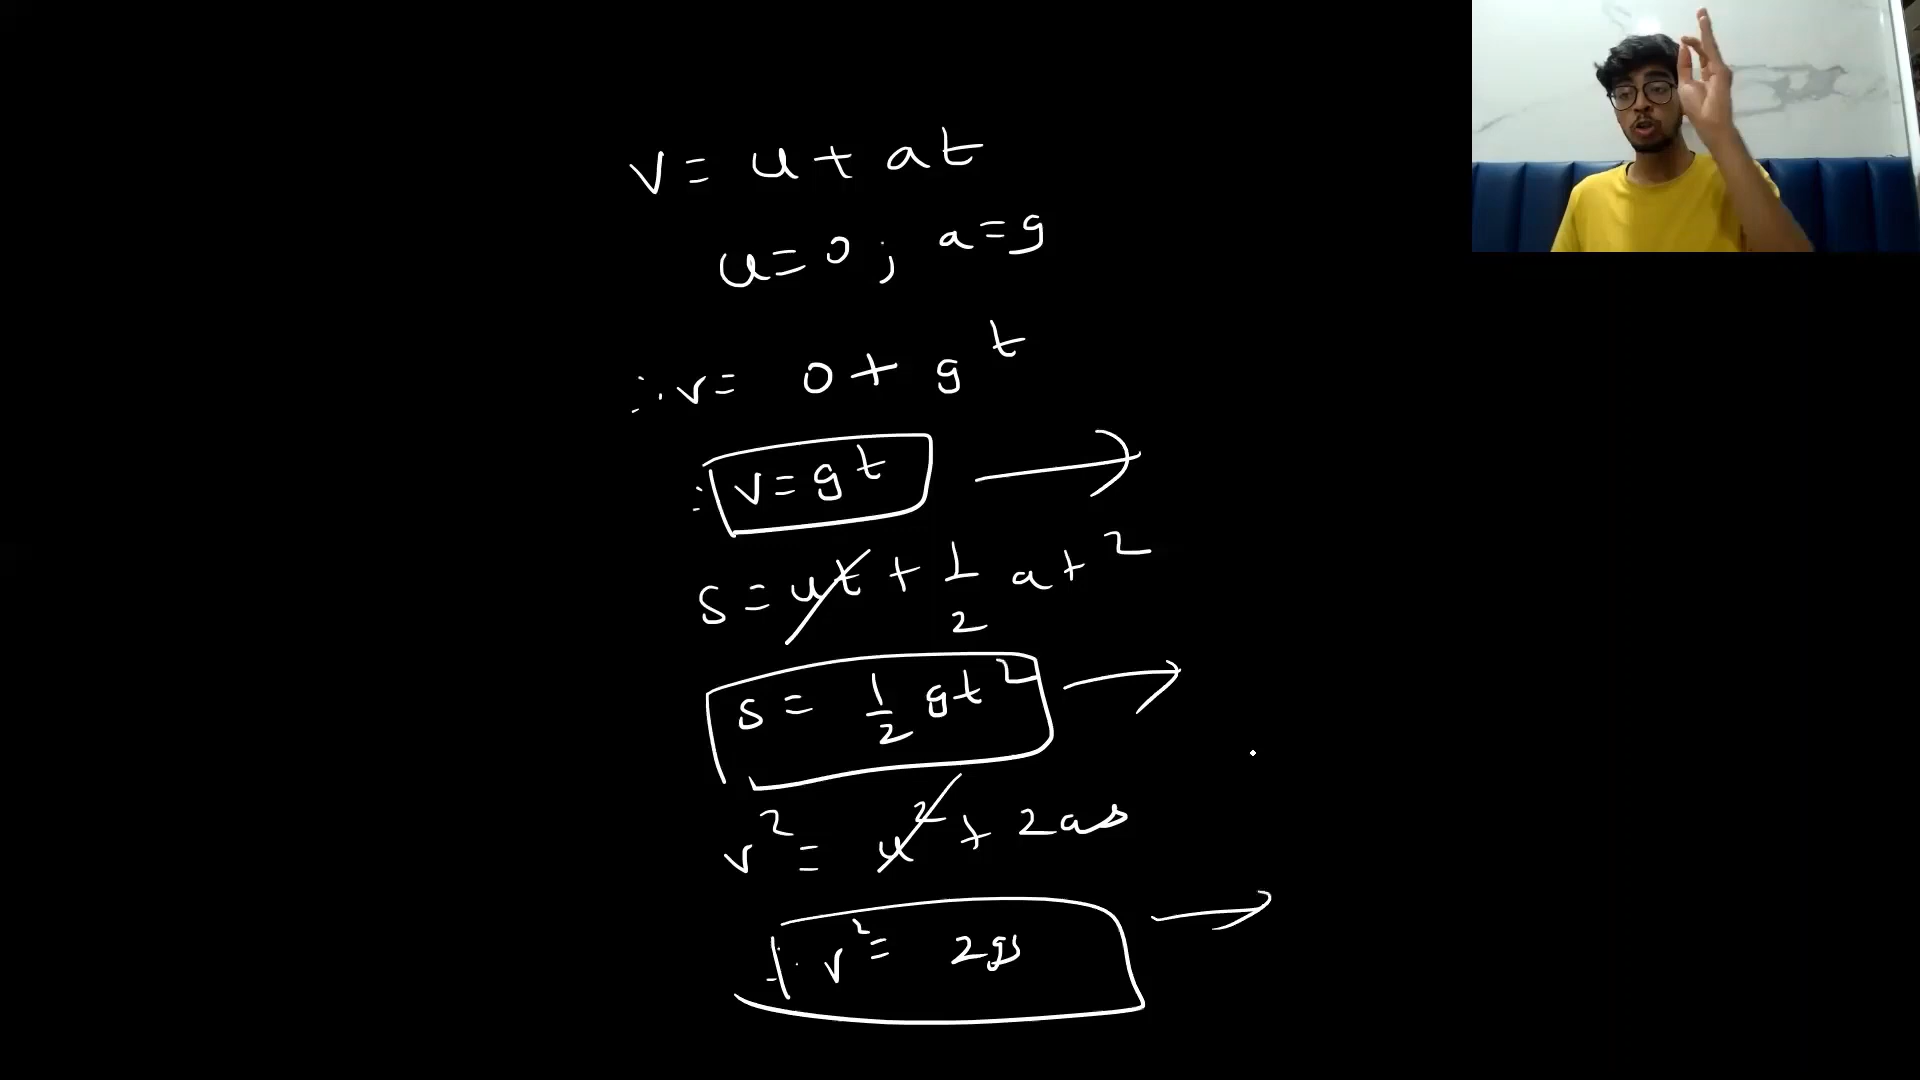 v = u + at
u = 0 ; a = g
∴ v = 0 + gt
∴ v = gt →
s = ut + 1/2 at²
s = 1/2 gt² →
v² = u² + 2as
∴ v² = 2gs →